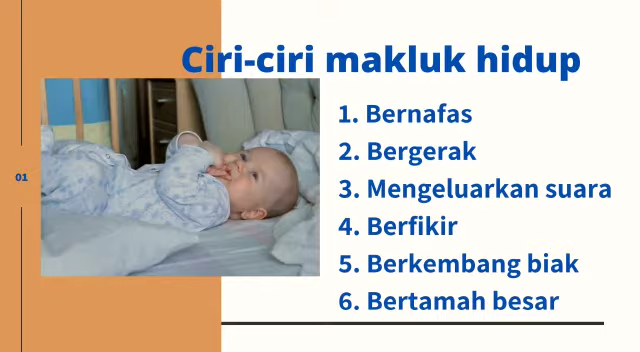 Ciri-ciri makluk hidup
01
1. Bernafas
2. Bergerak
3. Mengeluarkan suara
4. Berfikir
5. Berkembang biak
6. Bertamah besar